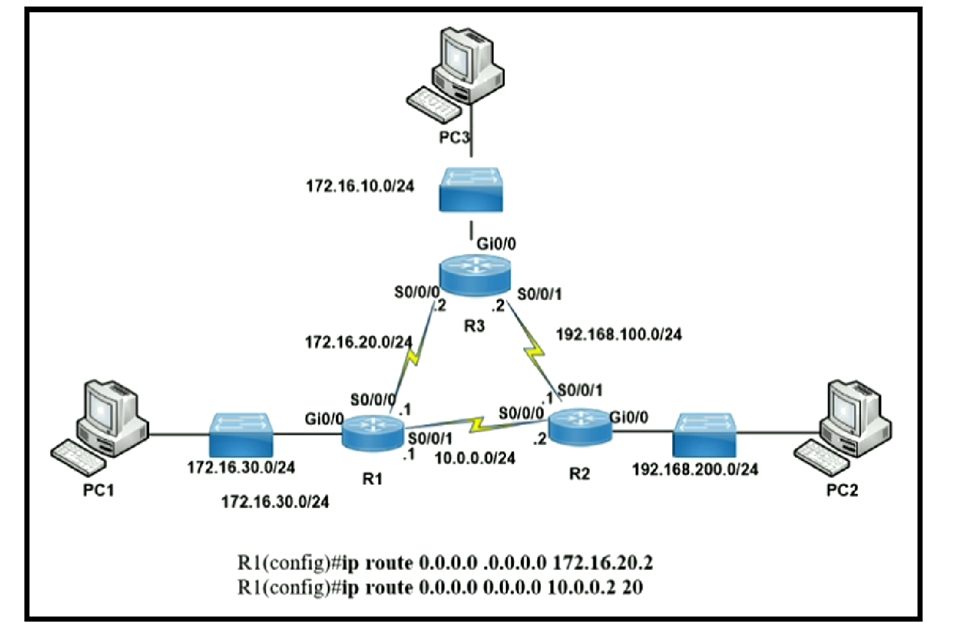 PC3
172.16.10.0/24
Gi0/0
S0/0/0
.2
.2
S0/0/1
R3
172.16.20.0/24
192.168.100.0/24
S0/0/0
.1
.1
S0/0/1
Gi0/0
S0/0/0
Gi0/0
S0/0/1
.1
10.0.0.0/24
.2
172.16.30.0/24
R1
R2
192.168.200.0/24
PC1
172.16.30.0/24
PC2
R1(config)#ip route 0.0.0.0 .0.0.0.0 172.16.20.2
R1(config)#ip route 0.0.0.0 0.0.0.0 10.0.0.2 20